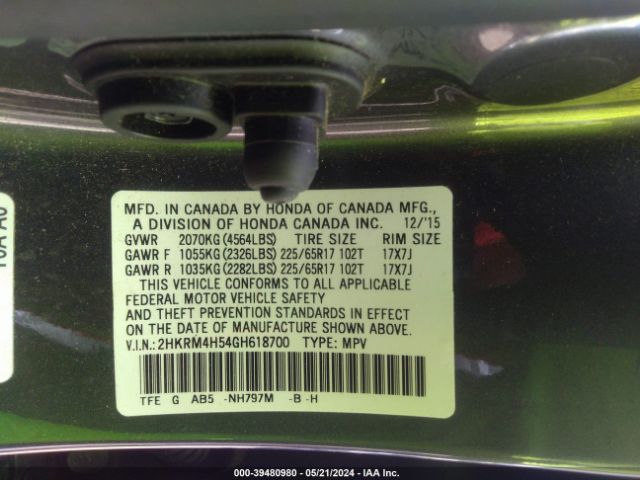 MFD. IN CANADA BY HONDA OF CANADA MFG.,
A DIVISION OF HONDA CANADA INC. 12/'15
GVWR 2070KG (4564LBS) TIRE SIZE RIM SIZE
GAWR F 1055KG (2326LBS) 225/65R17 102T 17X7J
GAWR R 1035KG (2282LBS) 225/65R17 102T 17X7J
THIS VEHICLE CONFORMS TO ALL APPLICABLE
FEDERAL MOTOR VEHICLE SAFETY
AND THEFT PREVENTION STANDARDS IN EFFECT
ON THE DATE OF MANUFACTURE SHOWN ABOVE.
V.I.N.: 2HKRM4H54GH618700 TYPE: MPV
TFE G AB5 -NH797M -B -H
000-39480980 - 05/21/2024 - IAA Inc.